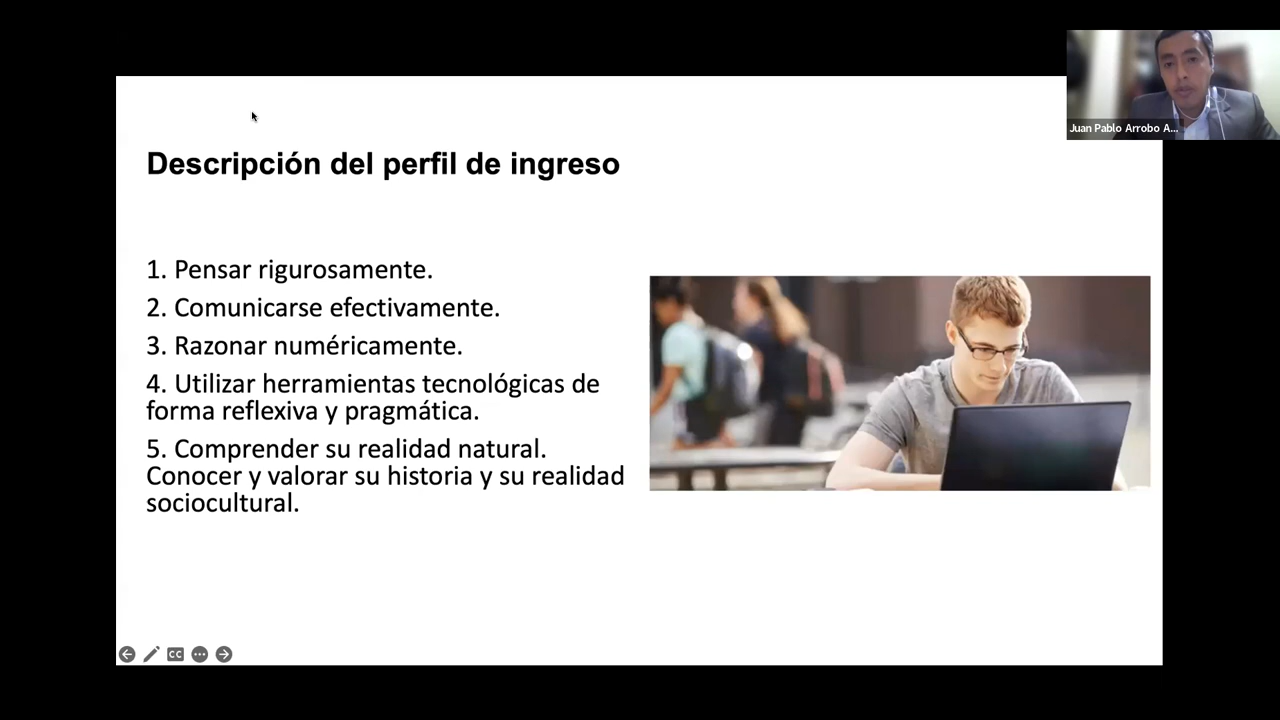 Juan Pablo Arrobo A...
Descripción del perfil de ingreso
1. Pensar rigurosamente.
2. Comunicarse efectivamente.
3. Razonar numéricamente.
4. Utilizar herramientas tecnológicas de
forma reflexiva y pragmática.
5. Comprender su realidad natural.
Conocer y valorar su historia y su realidad
sociocultural.
CC